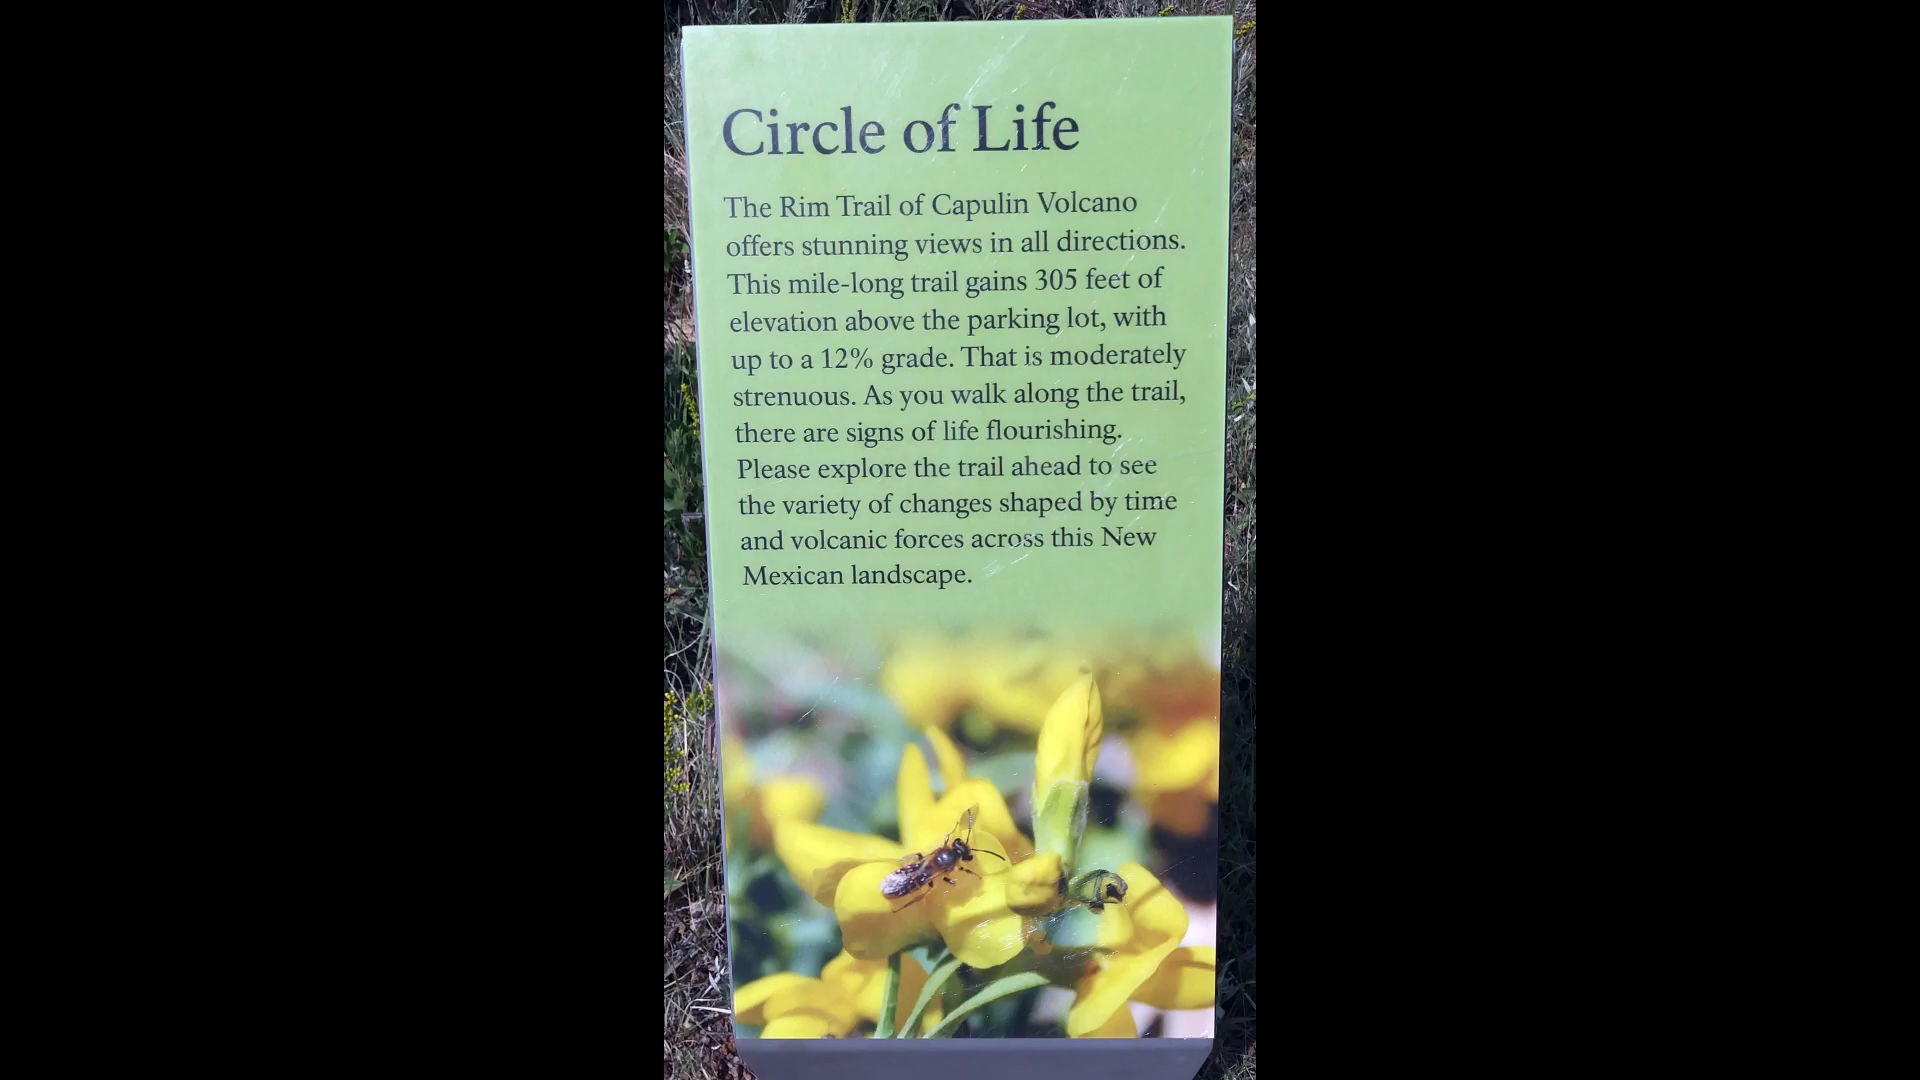 Circle of Life
The Rim Trail of Capulin Volcano
offers stunning views in all directions.
This mile-long trail gains 305 feet of
elevation above the parking lot, with
up to a 12% grade. That is moderately
strenuous. As you walk along the trail,
there are signs of life flourishing.
Please explore the trail ahead to see
the variety of changes shaped by time
and volcanic forces across this New
Mexican landscape.